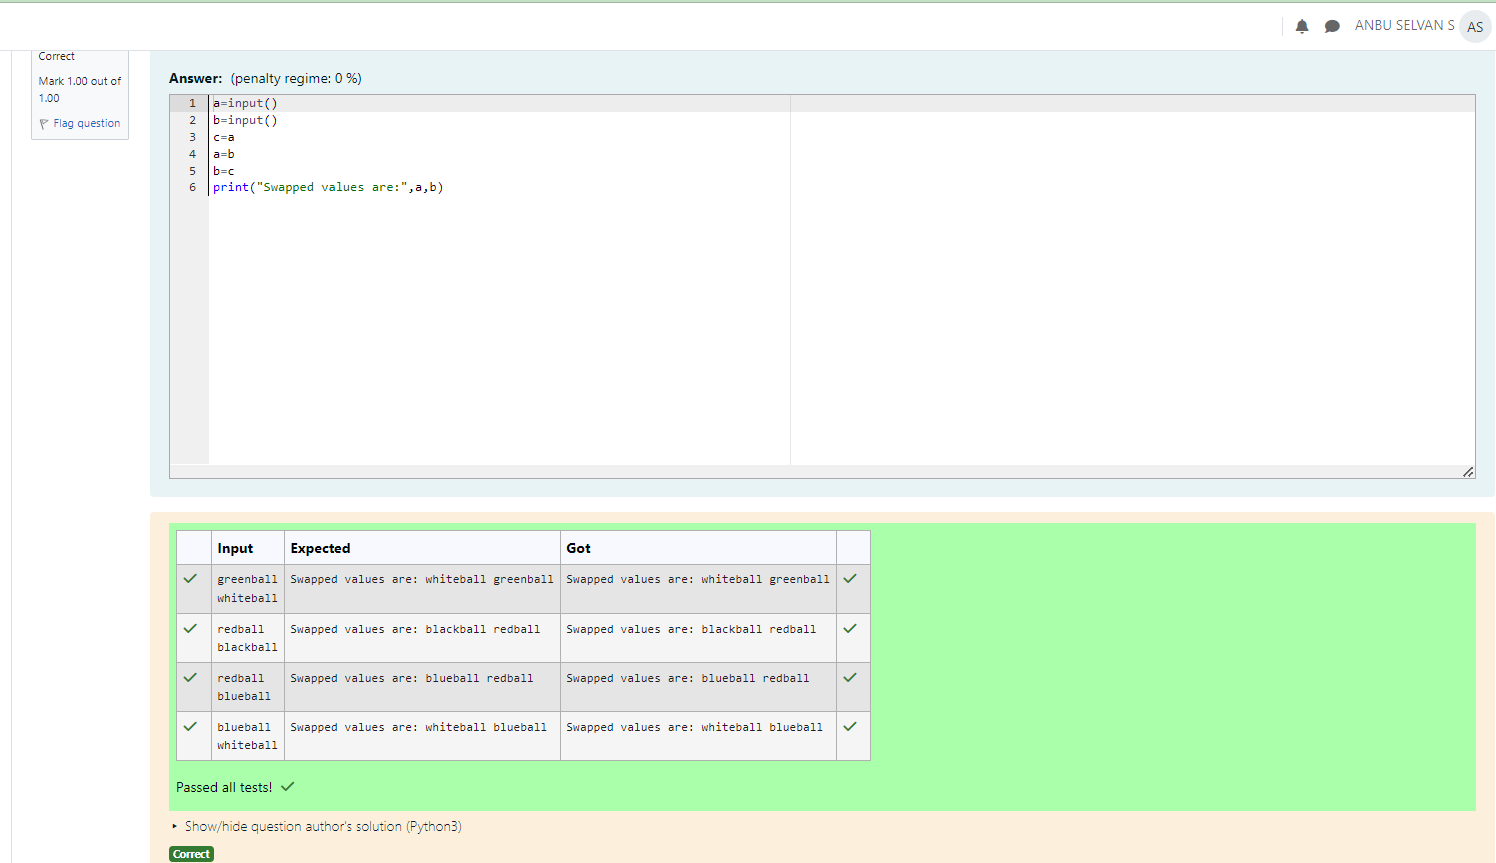 ANBU SELVAN S AS
Correct
Mark 1.00 out of
1.00
Flag question
Answer: (penalty regime: 0 %)
1 a=input()
2 b=input()
3 c=a
4 a=b
5 b=c
6 print("Swapped values are:",a,b)
Input Expected Got
greenball Swapped values are: whiteball greenball Swapped values are: whiteball greenball
whiteball
redball Swapped values are: blackball redball Swapped values are: blackball redball
blackball
redball Swapped values are: blueball redball Swapped values are: blueball redball
blueball
blueball Swapped values are: whiteball blueball Swapped values are: whiteball blueball
whiteball
Passed all tests!
Show/hide question author's solution (Python3)
Correct